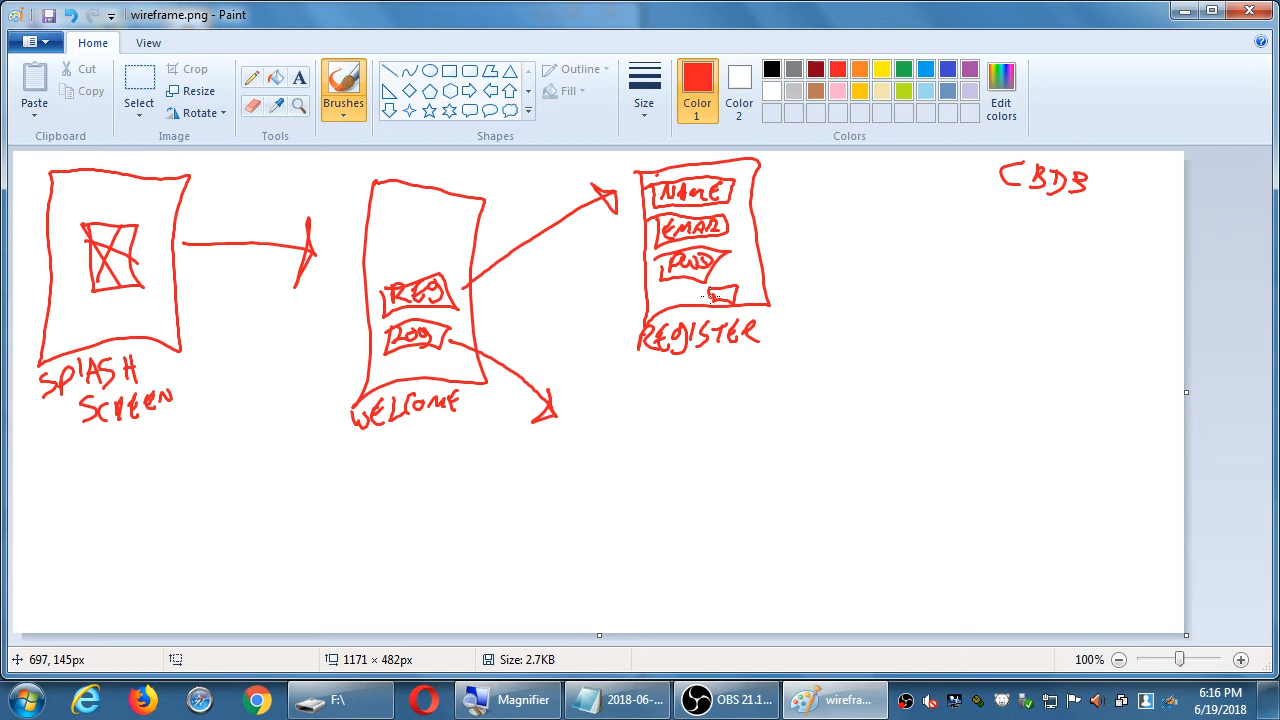 wireframe.png - Paint
Home View
Paste
Cut
Copy
Clipboard
Select
Crop
Resize
Rotate
Image
A
Tools
Brushes
Shapes
Outline
Fill
Size
Color 1
Color 2
Edit colors
Colors
SPLASH
SCREEN
REG
LOG
WELCOME
NAME
EMAIL
PWD
REGISTER
CBDB
697, 145px
1171 × 482px
Size: 2.7KB
100%
F:\
Magnifier
2018-06-...
OBS 21.1...
wirefra...
6:16 PM
6/19/2018